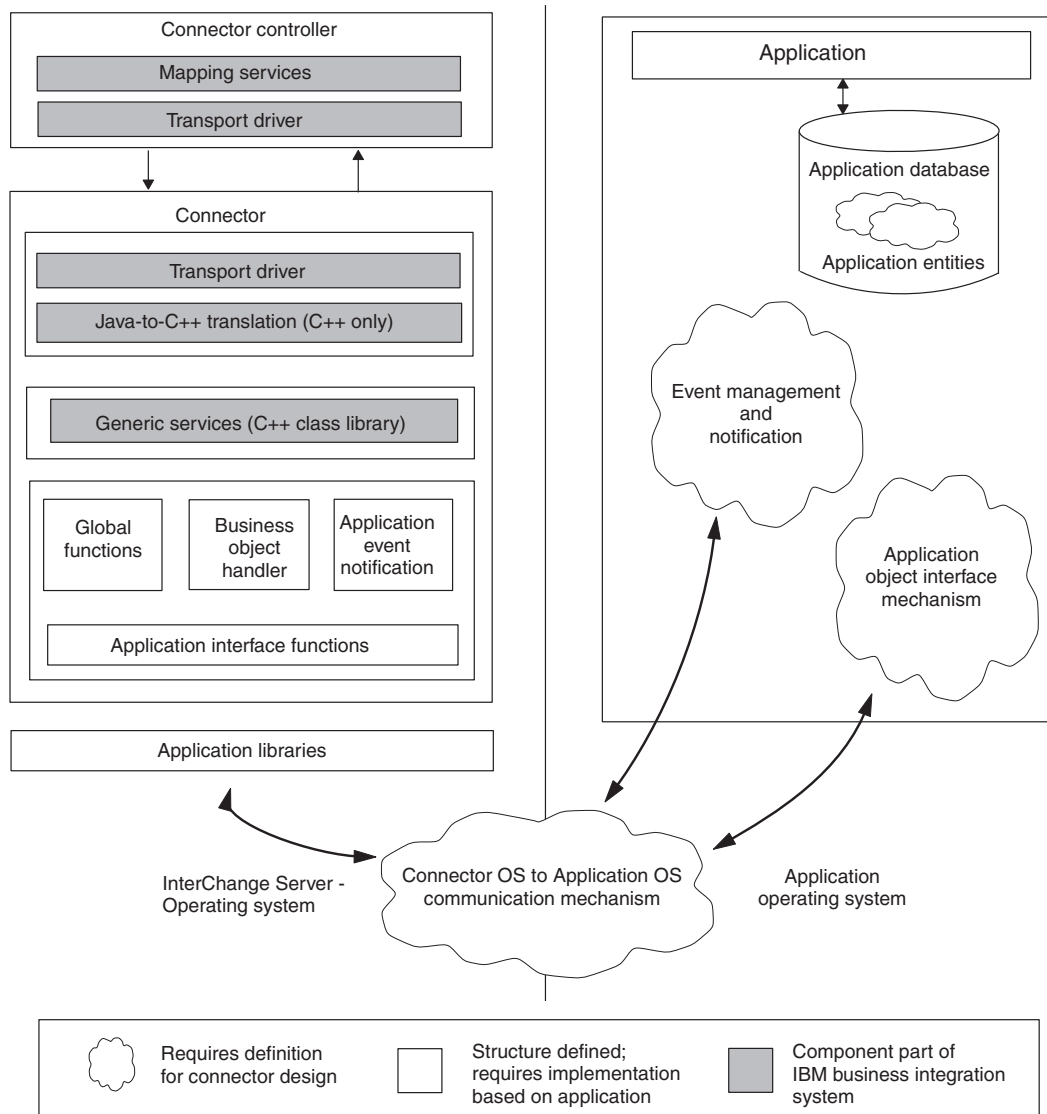 Connector controller
Mapping services
Transport driver
Connector
Transport driver
Java-to-C++ translation (C++ only)
Generic services (C++ class library)
Global
functions
Business
object
handler
Application
event
notification
Application interface functions
Application libraries
InterChange Server -
Operating system
Application
Application database
Application entities
Event management
and
notification
Application
object interface
mechanism
Connector OS to Application OS
communication mechanism
Application
operating system
Requires definition
for connector design
Structure defined;
requires implementation
based on application
Component part of
IBM business integration
system